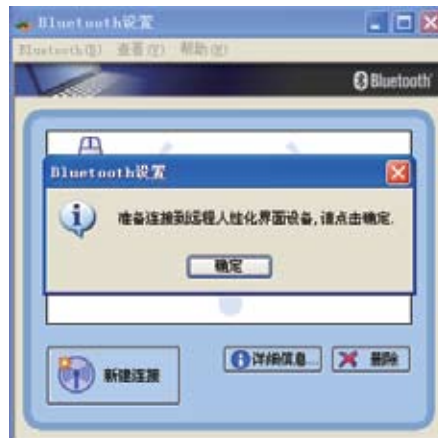 Bluetooth设置
Bluetooth(B) 查看(V) 帮助(H)
Bluetooth
Bluetooth设置
准备连接到远程人性化界面设备,请点击确定.
确定
新建连接
详细信息...
删除